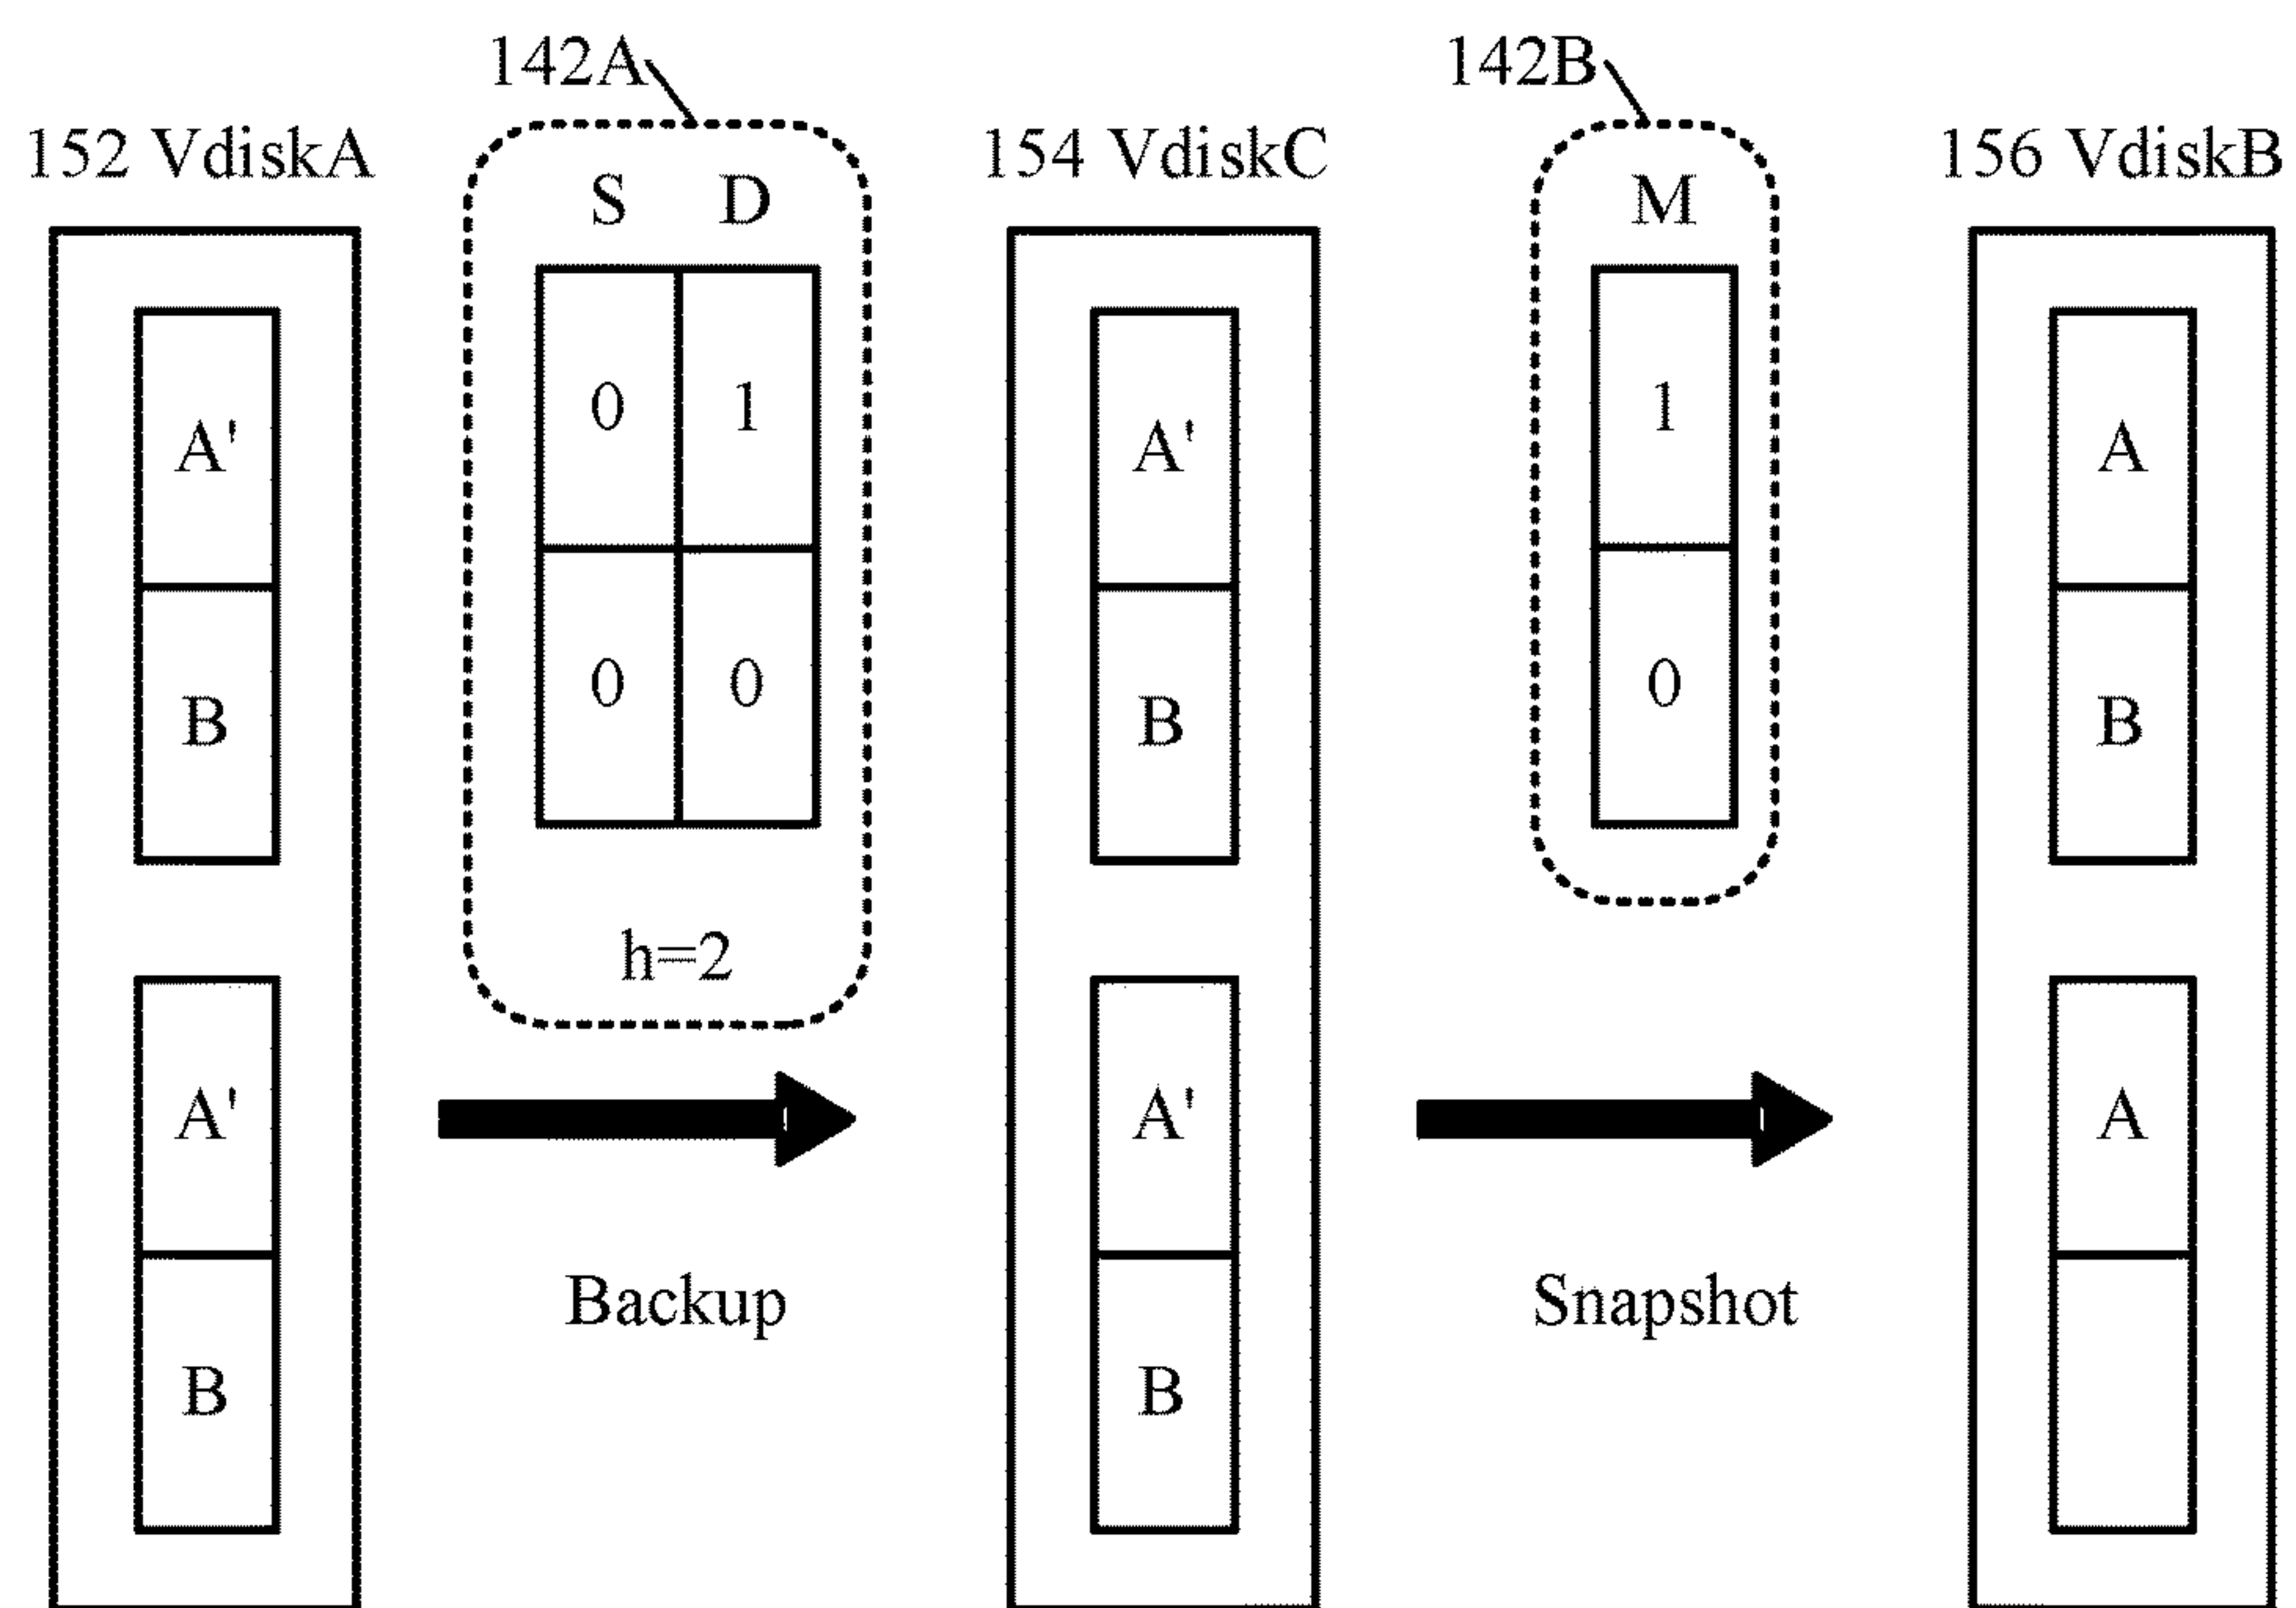 142A
142B
152 VdiskA
154 VdiskC
156 VdiskB
S D
M
0 1
1
0 0
0
h=2
A'
B
A'
B
A'
B
A'
B
A
B
A
Backup
Snapshot